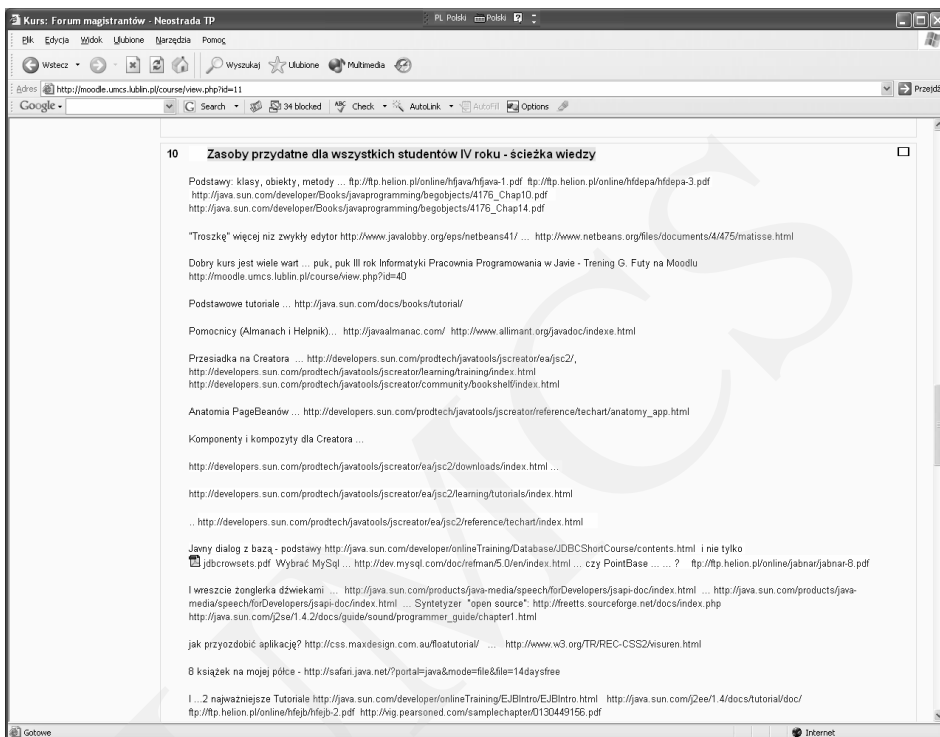 Kurs: Forum magistrantów - Neostrada TP
PL Polski Polski
Plik Edycja Widok Ulubione Narzędzia Pomoc
Wstecz Wyszukaj Ulubione Multimedia
Adres http://moodle.umcs.lublin.pl/course/view.php?id=11 Przejdź
Google Search 34 blocked Check AutoLink AutoFill Options
10 Zasoby przydatne dla wszystkich studentów IV roku - ścieżka wiedzy
Podstawy: klasy, obiekty, metody ... ftp://ftp.helion.pl/online/hfjava/hfjava-1.pdf ftp://ftp.helion.pl/online/hfdepa/hfdepa-3.pdf
http://java.sun.com/developer/Books/javaprogramming/begobjects/4176_Chap10.pdf
http://java.sun.com/developer/Books/javaprogramming/begobjects/4176_Chap14.pdf
"Troszkę" więcej niz zwykły edytor http://www.javalobby.org/eps/netbeans41/ ... http://www.netbeans.org/files/documents/4/475/matisse.html
Dobry kurs jest wiele wart ... puk, puk III rok Informatyki Pracownia Programowania w Javie - Trening G. Futy na Moodlu
http://moodle.umcs.lublin.pl/course/view.php?id=40
Podstawowe tutoriale ... http://java.sun.com/docs/books/tutorial/
Pomocnicy (Almanach i Helpnik)... http://javaalmanac.com/ http://www.allimant.org/javadoc/indexe.html
Przesiadka na Creatora ... http://developers.sun.com/prodtech/javatools/jscreator/ea/jsc2/,
http://developers.sun.com/prodtech/javatools/jscreator/learning/training/index.html
http://developers.sun.com/prodtech/javatools/jscreator/community/bookshelf/index.html
Anatomia PageBeanów ... http://developers.sun.com/prodtech/javatools/jscreator/reference/techart/anatomy_app.html
Komponenty i kompozyty dla Creatora ...
http://developers.sun.com/prodtech/javatools/jscreator/ea/jsc2/downloads/index.html ...
http://developers.sun.com/prodtech/javatools/jscreator/ea/jsc2/learning/tutorials/index.html
.. http://developers.sun.com/prodtech/javatools/jscreator/ea/jsc2/reference/techart/index.html
Javny dialog z bazą - podstawy http://java.sun.com/developer/onlineTraining/Database/JDBCShortCourse/contents.html i nie tylko
jdbcrowsets.pdf Wybrać MySql ... http://dev.mysql.com/doc/refman/5.0/en/index.html ... czy PointBase ... ... ? ftp://ftp.helion.pl/online/jabnar/jabnar-8.pdf
I wreszcie żonglerka dźwiekami ... http://java.sun.com/products/java-media/speech/forDevelopers/jsapi-doc/index.html ... http://java.sun.com/products/java-
media/speech/forDevelopers/jsapi-doc/index.html ... Syntetyzer "open source": http://freetts.sourceforge.net/docs/index.php
http://java.sun.com/j2se/1.4.2/docs/guide/sound/programmer_guide/chapter1.html
jak przyozdobić aplikację? http://css.maxdesign.com.au/floatutorial/ ... http://www.w3.org/TR/REC-CSS2/visuren.html
8 książek na mojej półce - http://safari.java.net/?portal=java&mode=file&file=14daysfree
I ...2 najważniejsze Tutoriale http://java.sun.com/developer/onlineTraining/EJBIntro/EJBIntro.html http://java.sun.com/j2ee/1.4/docs/tutorial/doc/
ftp://ftp.helion.pl/online/hfejb/hfejb-2.pdf http://vig.pearsoned.com/samplechapter/0130449156.pdf
Gotowe Internet
UMCS